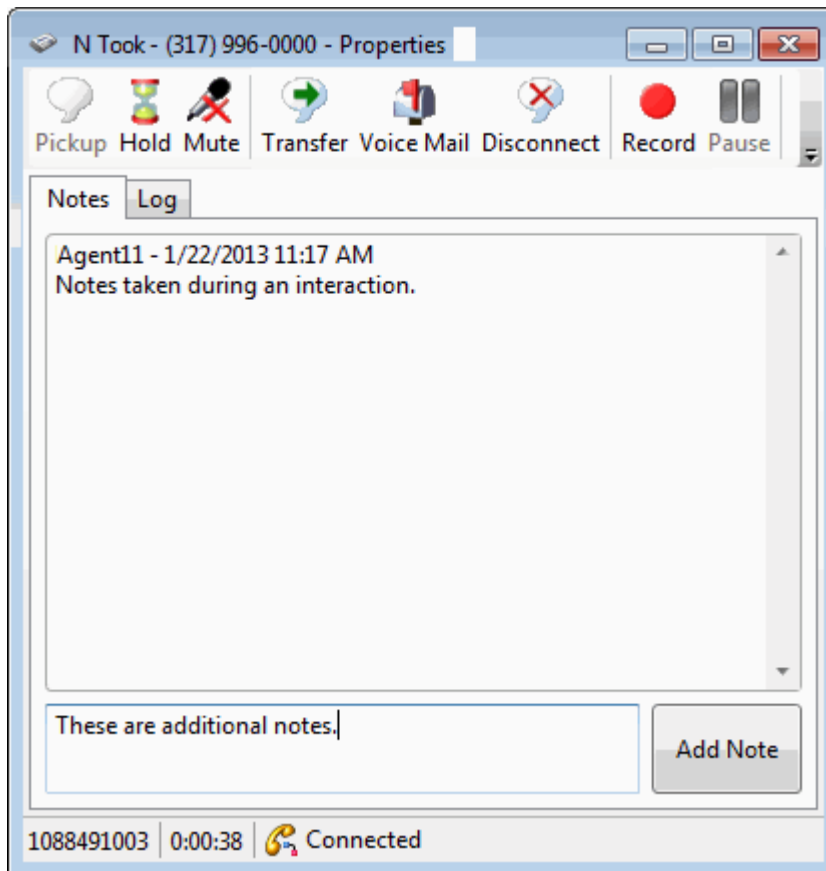 N Took - (317) 996-0000 - Properties
Pickup Hold Mute Transfer Voice Mail Disconnect Record Pause
Notes Log
Agent11 - 1/22/2013 11:17 AM
Notes taken during an interaction.
These are additional notes.
Add Note
1088491003 0:00:38 Connected